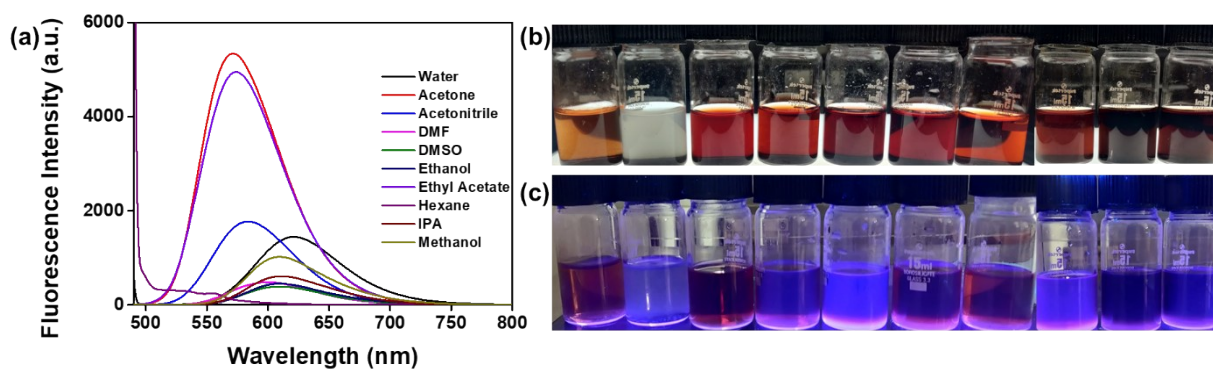 (a)
Fluorescence Intensity (a.u.)
6000
4000
2000
0
500
550
600
650
700
750
800
Wavelength (nm)
Water
Acetone
Acetonitrile
DMF
DMSO
Ethanol
Ethyl Acetate
Hexane
IPA
Methanol
(b)
(c)
15ml